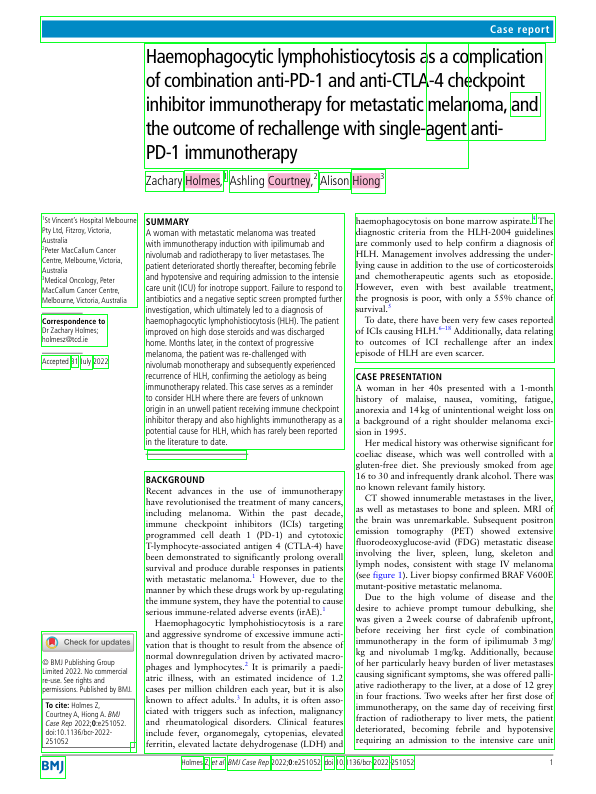 Case report
Haemophagocytic lymphohistiocytosis as a complication
of combination anti-PD-1 and anti-CTLA-4 checkpoint
inhibitor immunotherapy for metastatic melanoma, and
the outcome of rechallenge with single-agent anti-
PD-1 immunotherapy
Zachary Holmes,1 Ashling Courtney,2 Alison Hiong3
1St Vincent's Hospital Melbourne
Pty Ltd, Fitzroy, Victoria,
Australia
2Peter MacCallum Cancer
Centre, Melbourne, Victoria,
Australia
3Medical Oncology, Peter
MacCallum Cancer Centre,
Melbourne, Victoria, Australia
Correspondence to
Dr Zachary Holmes;
holmesz@tcd.ie
Accepted 31 July 2022
Check for updates
© BMJ Publishing Group
Limited 2022. No commercial
re-use. See rights and
permissions. Published by BMJ.
To cite: Holmes Z,
Courtney A, Hiong A. BMJ
Case Rep 2022;0:e251052.
doi:10.1136/bcr-2022-
251052
SUMMARY
A woman with metastatic melanoma was treated
with immunotherapy induction with ipilimumab and
nivolumab and radiotherapy to liver metastases. The
patient deteriorated shortly thereafter, becoming febrile
and hypotensive and requiring admission to the intensive
care unit (ICU) for inotrope support. Failure to respond to
antibiotics and a negative septic screen prompted further
investigation, which ultimately led to a diagnosis of
haemophagocytic lymphohistiocytosis (HLH). The patient
improved on high dose steroids and was discharged
home. Months later, in the context of progressive
melanoma, the patient was re-challenged with
nivolumab monotherapy and subsequently experienced
recurrence of HLH, confirming the aetiology as being
immunotherapy related. This case serves as a reminder
to consider HLH where there are fevers of unknown
origin in an unwell patient receiving immune checkpoint
inhibitor therapy and also highlights immunotherapy as a
potential cause for HLH, which has rarely been reported
in the literature to date.
BACKGROUND
Recent advances in the use of immunotherapy
have revolutionised the treatment of many cancers,
including melanoma. Within the past decade,
immune checkpoint inhibitors (ICIs) targeting
programmed cell death 1 (PD-1) and cytotoxic
T-lymphocyte-associated antigen 4 (CTLA-4) have
been demonstrated to significantly prolong overall
survival and produce durable responses in patients
with metastatic melanoma.1 However, due to the
manner by which these drugs work by up-regulating
the immune system, they have the potential to cause
serious immune-related adverse events (irAE).1
Haemophagocytic lymphohistiocytosis is a rare
and aggressive syndrome of excessive immune acti-
vation that is thought to result from the absence of
normal downregulation driven by activated macro-
phages and lymphocytes.2 It is primarily a paedi-
atric illness, with an estimated incidence of 1.2
cases per million children each year, but it is also
known to affect adults.3 In adults, it is often asso-
ciated with triggers such as infection, malignancy
and rheumatological disorders. Clinical features
include fever, organomegaly, cytopenias, elevated
ferritin, elevated lactate dehydrogenase (LDH) and
haemophagocytosis on bone marrow aspirate.4 The
diagnostic criteria from the HLH-2004 guidelines
are commonly used to help confirm a diagnosis of
HLH. Management involves addressing the under-
lying cause in addition to the use of corticosteroids
and chemotherapeutic agents such as etoposide.
However, even with best available treatment,
the prognosis is poor, with only a 55% chance of
survival.5
To date, there have been very few cases reported
of ICIs causing HLH.6–18 Additionally, data relating
to outcomes of ICI rechallenge after an index
episode of HLH are even scarcer.
CASE PRESENTATION
A woman in her 40s presented with a 1-month
history of malaise, nausea, vomiting, fatigue,
anorexia and 14 kg of unintentional weight loss on
a background of a right shoulder melanoma exci-
sion in 1995.
Her medical history was otherwise significant for
coeliac disease, which was well controlled with a
gluten-free diet. She previously smoked from age
16 to 30 and infrequently drank alcohol. There was
no known relevant family history.
CT showed innumerable metastases in the liver,
as well as metastases to bone and spleen. MRI of
the brain was unremarkable. Subsequent positron
emission tomography (PET) showed extensive
fluorodeoxyglucose-avid (FDG) metastatic disease
involving the liver, spleen, lung, skeleton and
lymph nodes, consistent with stage IV melanoma
(see figure 1). Liver biopsy confirmed BRAF V600E
mutant-positive metastatic melanoma.
Due to the high volume of disease and the
desire to achieve prompt tumour debulking, she
was given a 2 week course of dabrafenib upfront,
before receiving her first cycle of combination
immunotherapy in the form of ipilimumab 3 mg/
kg and nivolumab 1 mg/kg. Additionally, because
of her particularly heavy burden of liver metastases
causing significant symptoms, she was offered palli-
ative radiotherapy to the liver, at a dose of 12 grey
in four fractions. Two weeks after her first dose of
immunotherapy, on the same day of receiving first
fraction of radiotherapy to liver mets, the patient
deteriorated, becoming febrile and hypotensive
requiring an admission to the intensive care unit
BMJ
Holmes Z, et al. BMJ Case Rep 2022;0:e251052. doi:10.1136/bcr-2022-251052
1